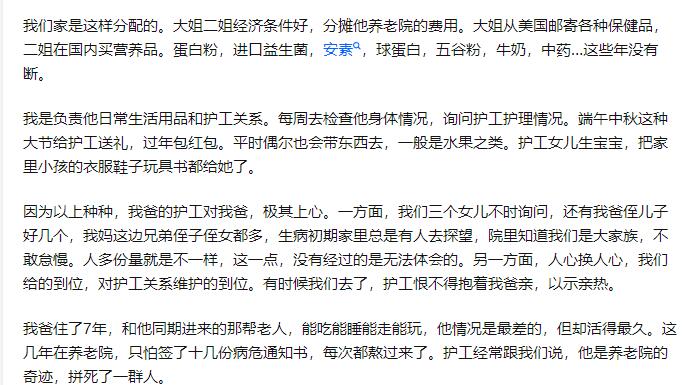 我们家是这样分配的。大姐二姐经济条件好，分摊他养老院的费用。大姐从美国邮寄各种保健品，
二姐在国内买营养品。蛋白粉，进口益生菌，安素，球蛋白，五谷粉，牛奶，中药...这些年没有
断。
我是负责他日常生活用品和护工关系。每周去检查他身体情况，询问护工护理情况。端午中秋这种
大节给护工送礼，过年包红包。平时偶尔也会带东西去，一般是水果之类。护工女儿生宝宝，把家
里小孩的衣服鞋子玩具书都给她了。
因为以上种种，我爸的护工对我爸，极其上心。一方面，我们三个女儿不时询问，还有我爸侄儿子
好几个，我妈这边兄弟侄子侄女都多，生病初期家里总是有人去探望，院里知道我们是大家族，不
敢怠慢。人多份量就是不一样，这一点，没有经过的是无法体会的。另一方面，人心换人心，我们
给的到位，对护工关系维护的到位。有时候我们去了，护工恨不得抱着我爸亲，以示亲热。
我爸住了7年，和他同期进来的那帮老人，能吃能睡能走能玩，他情况是最差的，但却活得最久。这
几年在养老院，只怕签了十几份病危通知书，每次都熬过来了。护工经常跟我们说，他是养老院的
奇迹，拼死了一群人。